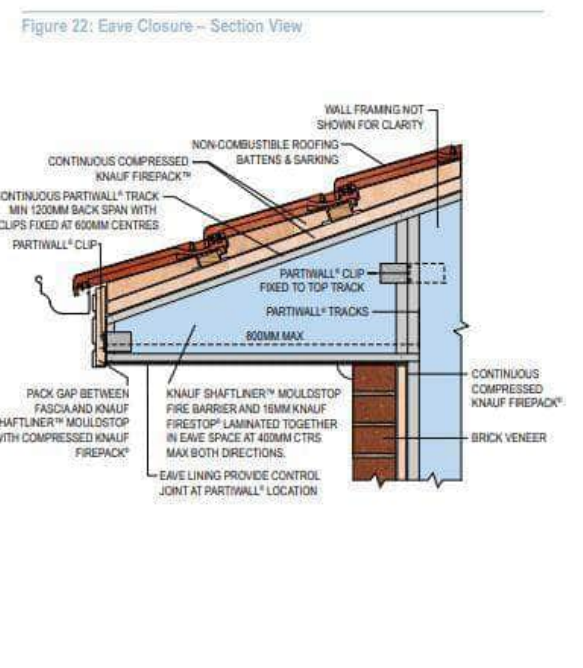 Figure 22: Eave Closure – Section View
WALL FRAMING NOT
SHOWN FOR CLARITY
NON-COMBUSTIBLE ROOFING
BATTENS & SARKING
CONTINUOUS COMPRESSED
KNAUF FIREPACK™
ONTINUOUS PARTIWALL® TRACK
MIN 1200MM BACK SPAN WITH
CLIPS FIXED AT 600MM CENTRES
PARTIWALL® CLIP
PARTIWALL® CLIP
FIXED TO TOP TRACK
PARTIWALL® TRACKS
800MM MAX
PACK GAP BETWEEN
FASCIA AND KNAUF
SHAFTLINER™ MOULDSTOP
WITH COMPRESSED KNAUF
FIREPACK®
KNAUF SHAFTLINER™ MOULDSTOP
FIRE BARRIER AND 16MM KNAUF
FIRESTOP® LAMINATED TOGETHER
IN EAVE SPACE AT 400MM CTRS
MAX BOTH DIRECTIONS.
EAVE LINING PROVIDE CONTROL
JOINT AT PARTIWALL® LOCATION
CONTINUOUS
COMPRESSED
KNAUF FIREPACK®
BRICK VENEER